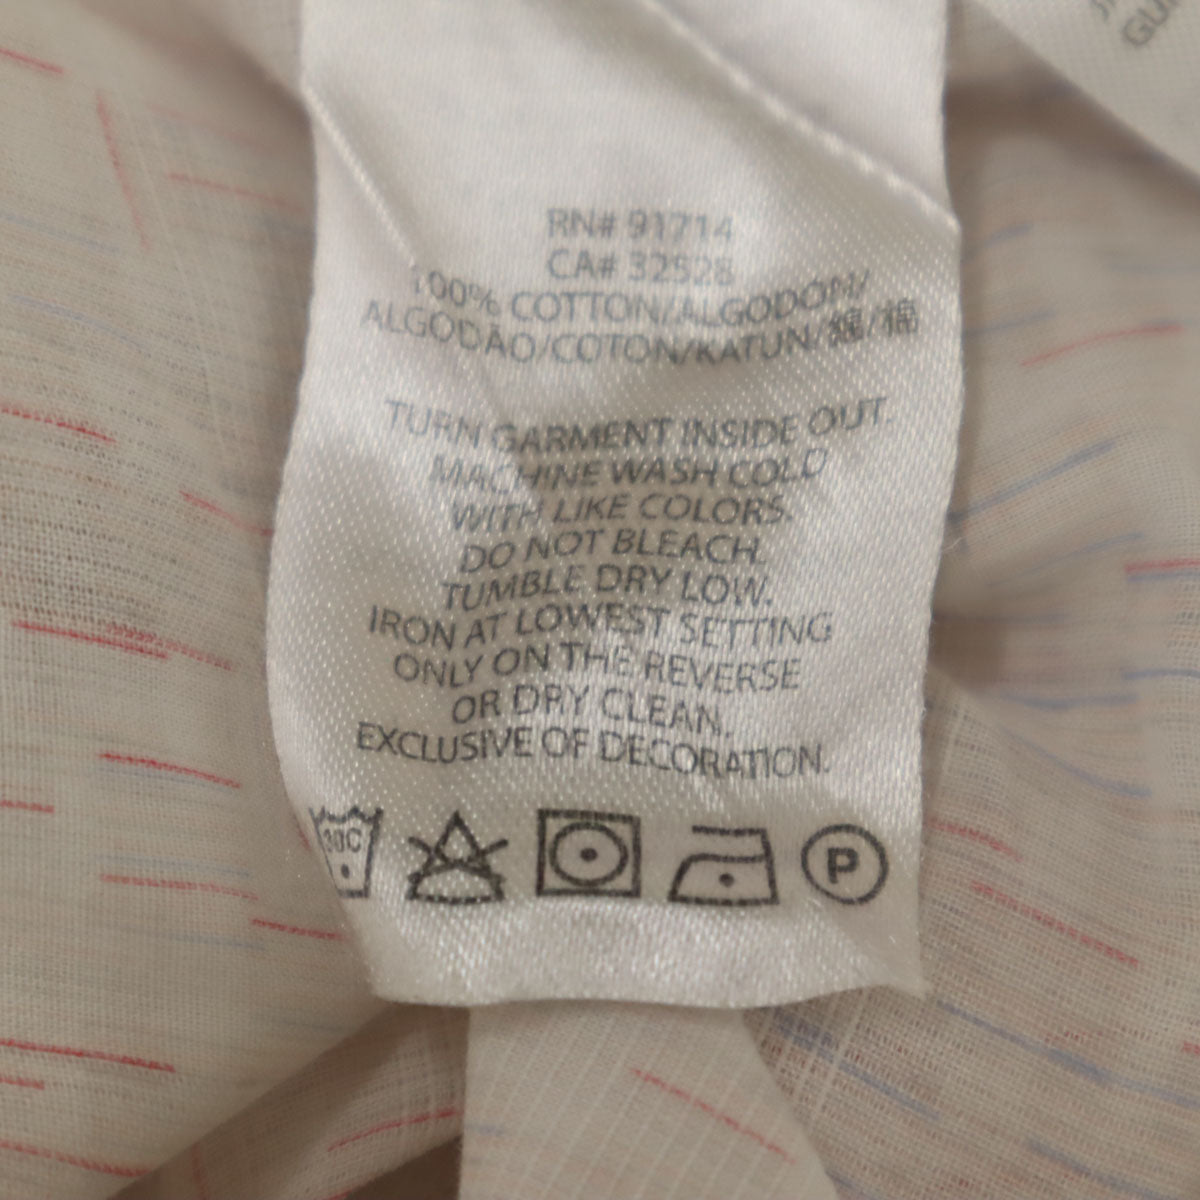 RN# 91714
CA# 32528
100% COTTON/ALGODON/
ALGODÃO/COTON/KATUN/綿/棉
TURN GARMENT INSIDE OUT.
MACHINE WASH COLD
WITH LIKE COLORS.
DO NOT BLEACH.
TUMBLE DRY LOW.
IRON AT LOWEST SETTING
ONLY ON THE REVERSE
OR DRY CLEAN.
EXCLUSIVE OF DECORATION.
30C P